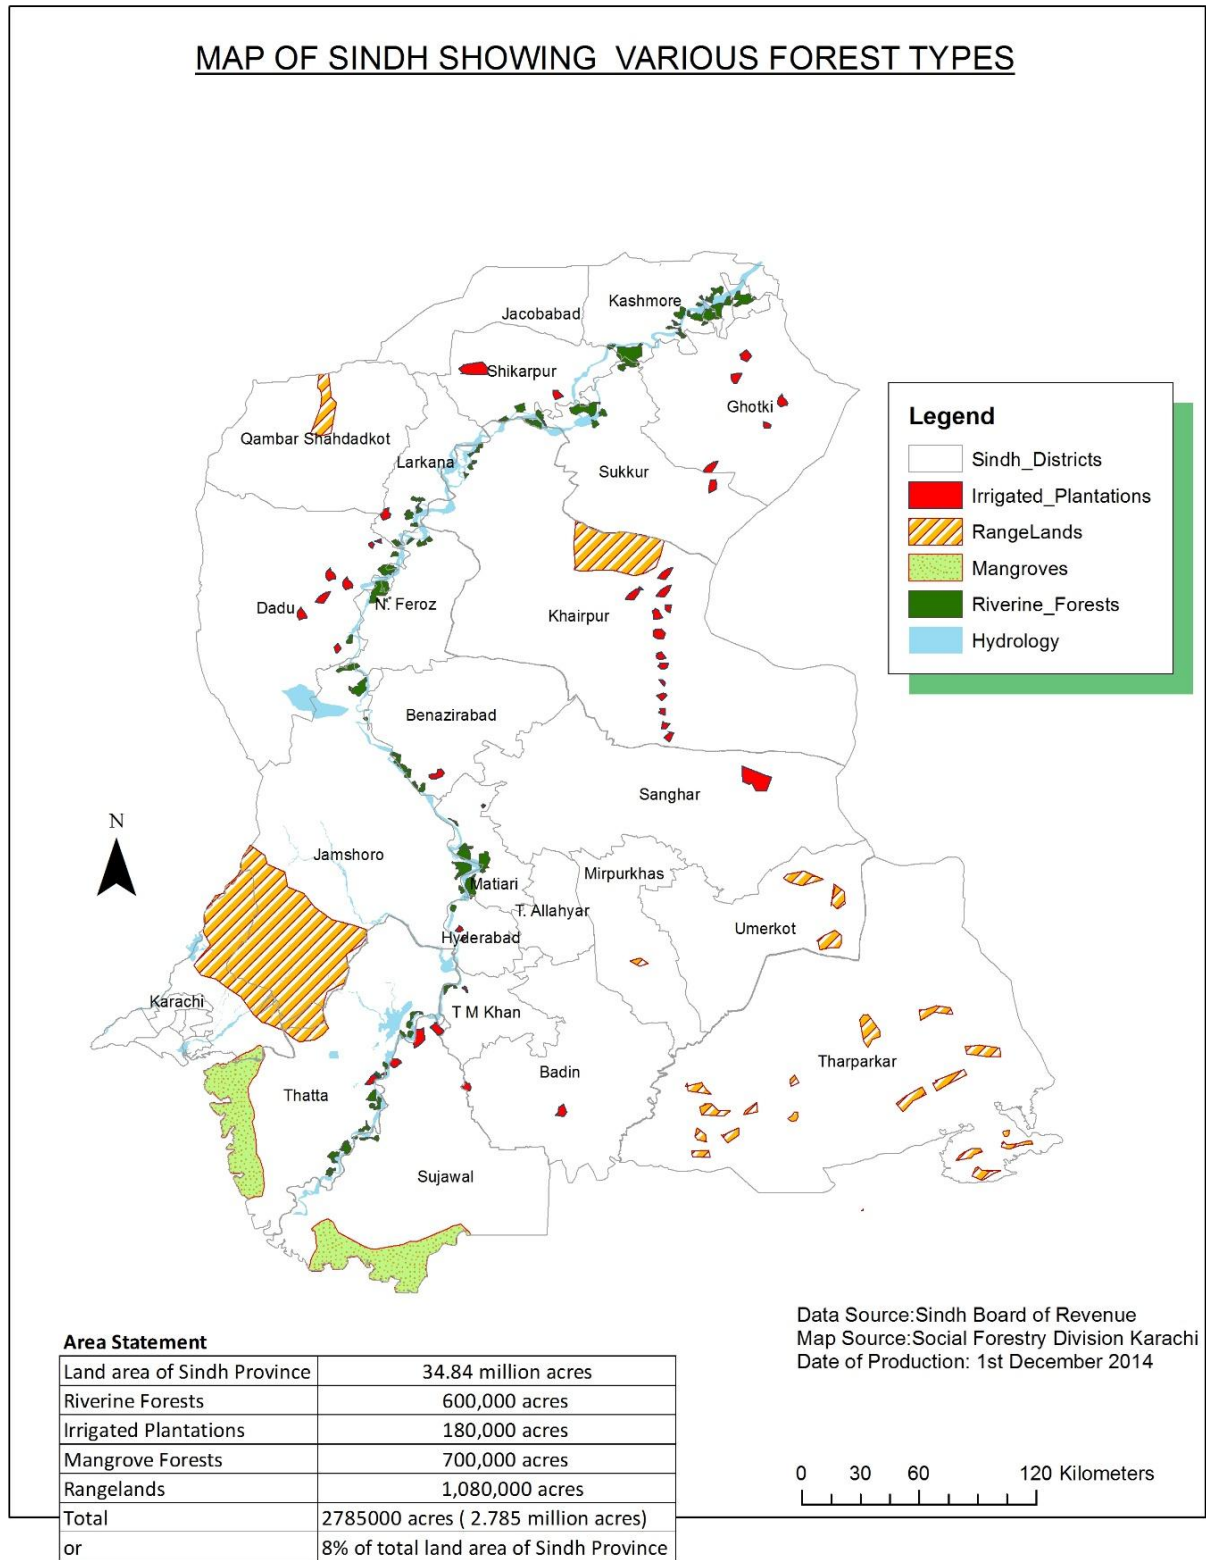 MAP OF SINDH SHOWING VARIOUS FOREST TYPES
Kashmore
Jacobabad
Shikarpur
Ghotki
Qambar Shahdadkot
Larkana
Sukkur
Dadu
N. Feroz
Khairpur
Benazirabad
Sanghar
N
Jamshoro
Matiari
Mirpurkhas
T. Allahyar
Umerkot
Hyderabad
Karachi
T M Khan
Tharparkar
Badin
Thatta
Sujawal
Legend
Sindh_Districts
Irrigated_Plantations
RangeLands
Mangroves
Riverine_Forests
Hydrology
Data Source:Sindh Board of Revenue
Map Source:Social Forestry Division Karachi
Date of Production: 1st December 2014
Area Statement
Land area of Sindh Province 34.84 million acres
Riverine Forests 600,000 acres
Irrigated Plantations 180,000 acres
Mangrove Forests 700,000 acres
Rangelands 1,080,000 acres
Total 2785000 acres ( 2.785 million acres)
or 8% of total land area of Sindh Province
0 30 60 120 Kilometers